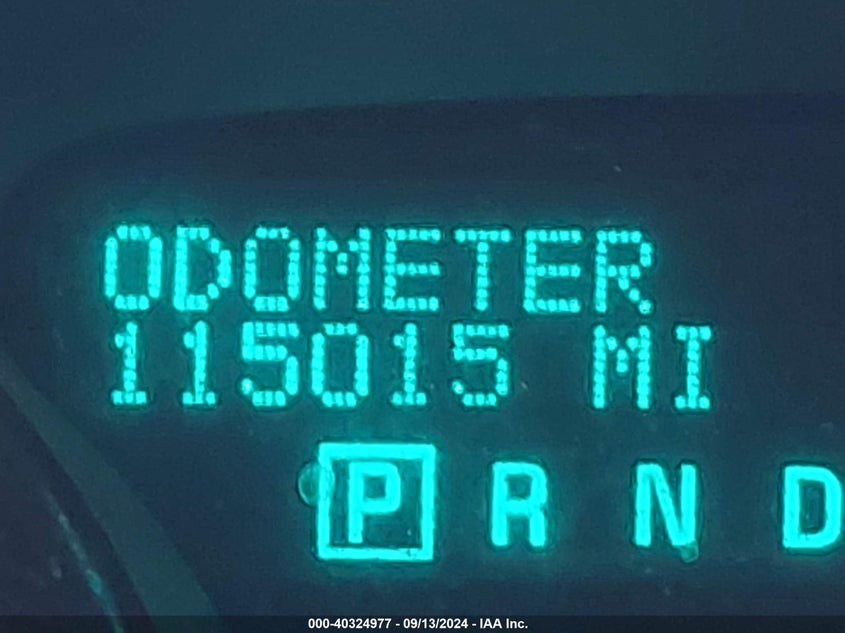 ODOMETER
115015 MI
P R N D
000-40324977 - 09/13/2024 - IAA Inc.